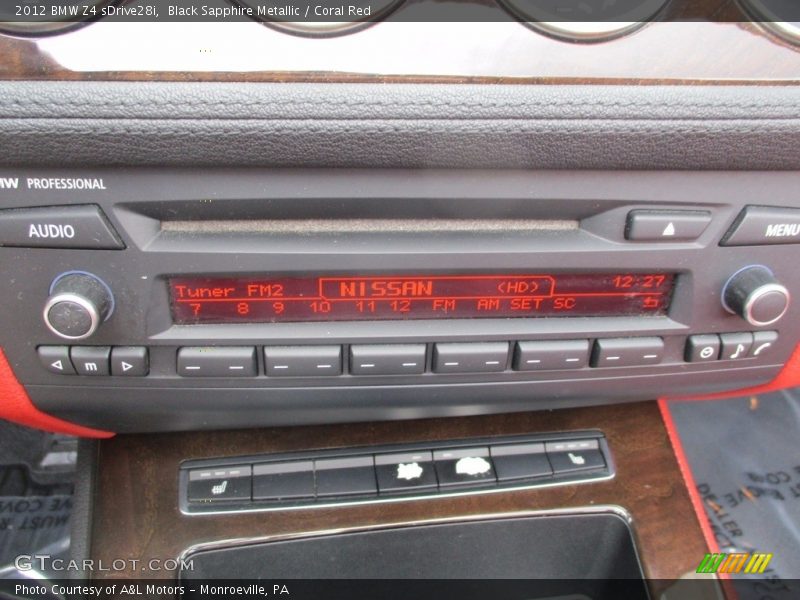 2012 BMW Z4 sDrive28i,  Black Sapphire Metallic / Coral Red
PROFESSIONAL
AUDIO
MENU
Tuner FM2 NISSAN (HD) 12:27
7 8 9 10 11 12 FM AM SET SC
m
GTCARLOT.COM
Photo Courtesy of A&L Motors – Monroeville, PA